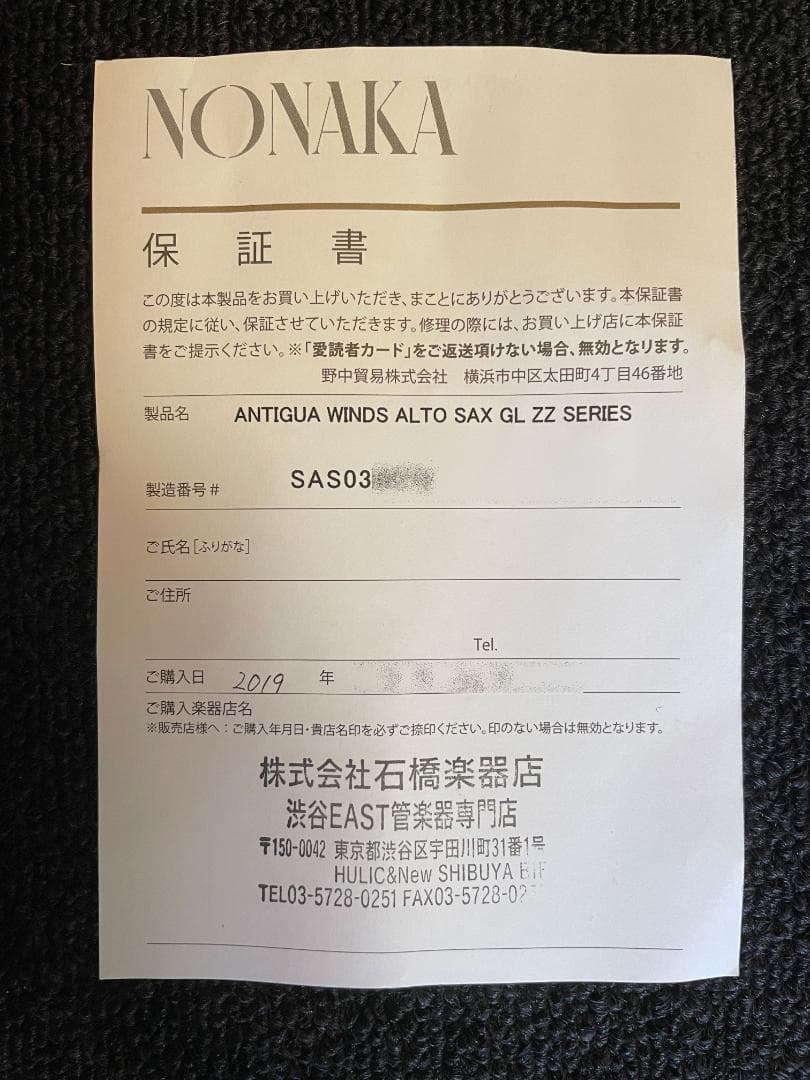 NONAKA
保 証 書
この度は本製品をお買い上げいただき、まことにありがとうございます。本保証書
の規定に従い、保証させていただきます。修理の際には、お買い上げ店に本保証
書をご提示ください。※「愛読者カード」をご返送頂けない場合、無効となります。
野中貿易株式会社 横浜市中区太田町4丁目46番地
製品名 ANTIGUA WINDS ALTO SAX GL ZZ SERIES
製造番号# SAS03
ご氏名[ふりがな]
ご住所
Tel.
ご購入日 2019 年
ご購入楽器店名
※販売店様へ:ご購入年月日・貴店名印を必ずご捺印ください。印のない場合は無効となります。
株式会社石橋楽器店
渋谷EAST管楽器専門店
〒150-0042 東京都渋谷区宇田川町31番1号
HULIC&New SHIBUYA B1F
TEL03-5728-0251 FAX03-5728-02